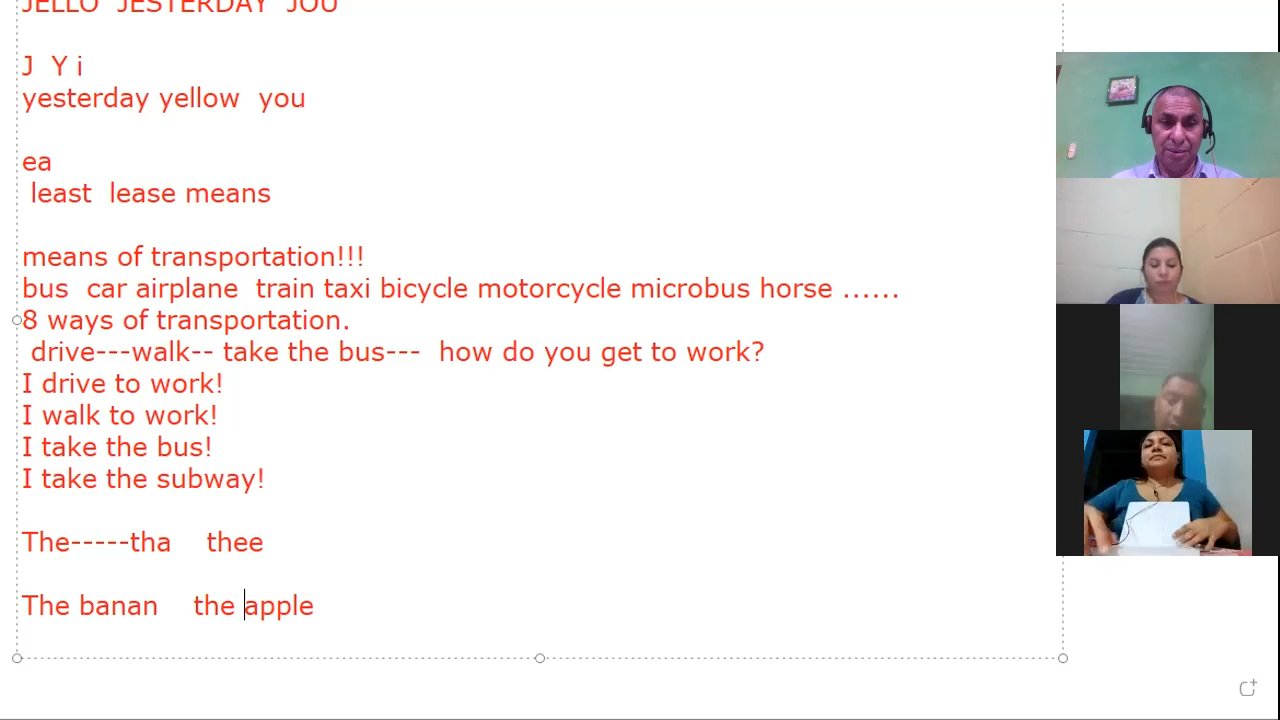 JELLO JESTERDAY JOU
J Y i
yesterday yellow you
ea
least lease means
means of transportation!!!
bus car airplane train taxi bicycle motorcycle microbus horse ......
8 ways of transportation.
drive---walk-- take the bus--- how do you get to work?
I drive to work!
I walk to work!
I take the bus!
I take the subway!
The-----tha thee
The banan the apple